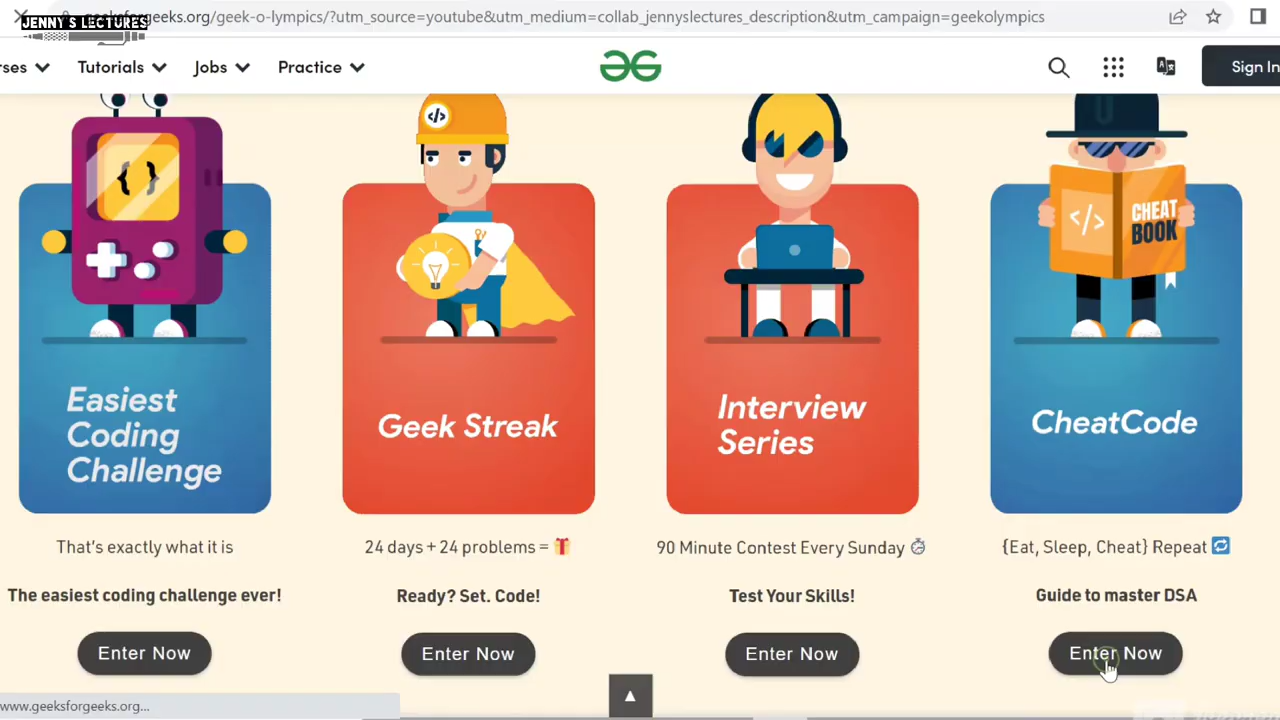 JENNY'S LECTURES
geeksforgeeks.org/geek-o-lympics/?utm_source=youtube&utm_medium=collab_jennyslectures_description&utm_campaign=geekolympics
rses Tutorials Jobs Practice Sign In
</>
{ }
</>
CHEAT
BOOK
Easiest
Coding
Challenge
Geek Streak
Interview
Series
CheatCode
That's exactly what it is
24 days + 24 problems =
90 Minute Contest Every Sunday
{Eat, Sleep, Cheat} Repeat
The easiest coding challenge ever!
Ready? Set. Code!
Test Your Skills!
Guide to master DSA
Enter Now
Enter Now
Enter Now
Enter Now
www.geeksforgeeks.org...